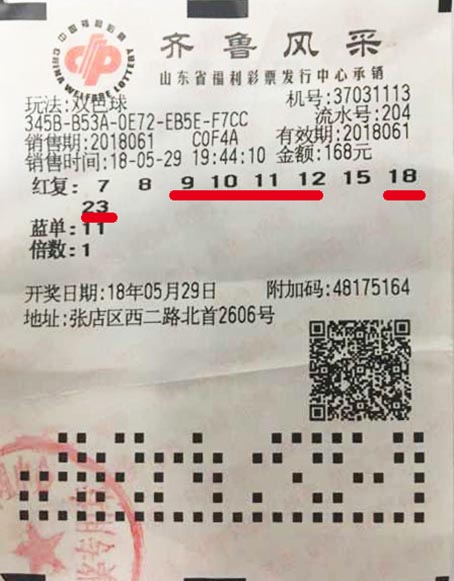 中国福利彩票
CHINA WELFARE LOTTERY
齐鲁风采
山东省福利彩票发行中心承销
玩法:双色球 机号:37031113
345B-B53A-0E72-EB5E-F7CC 流水号:204
销售期:2018061 C0F4A 有效期:2018061
销售时间:18-05-29 19:44:10 金额:168元
红复: 7 8 9 10 11 12 15 18
23
蓝单:11
倍数:1
开奖日期:18年05月29日 附加码:48175164
地址:张店区西二路北首2606号